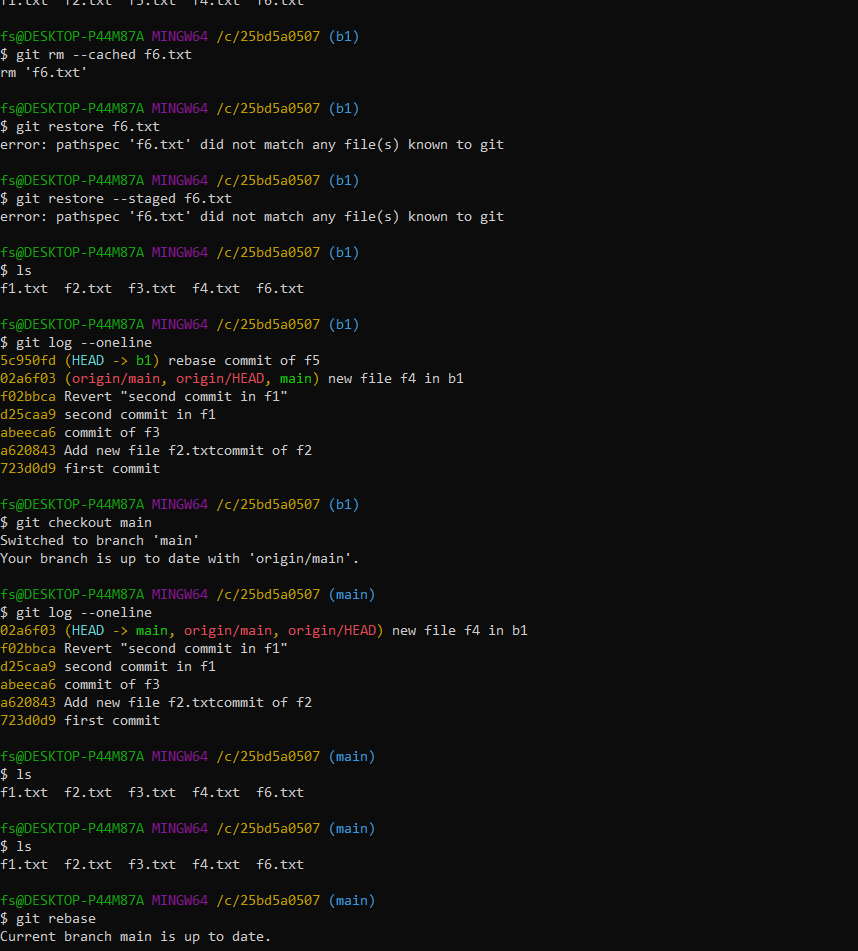 f1.txt  f2.txt  f3.txt  f4.txt  f6.txt
fs@DESKTOP-P44M87A MINGW64 /c/25bd5a0507 (b1)
$ git rm --cached f6.txt
rm 'f6.txt'
fs@DESKTOP-P44M87A MINGW64 /c/25bd5a0507 (b1)
$ git restore f6.txt
error: pathspec 'f6.txt' did not match any file(s) known to git
fs@DESKTOP-P44M87A MINGW64 /c/25bd5a0507 (b1)
$ git restore --staged f6.txt
error: pathspec 'f6.txt' did not match any file(s) known to git
fs@DESKTOP-P44M87A MINGW64 /c/25bd5a0507 (b1)
$ ls
f1.txt  f2.txt  f3.txt  f4.txt  f6.txt
fs@DESKTOP-P44M87A MINGW64 /c/25bd5a0507 (b1)
$ git log --oneline
5c950fd (HEAD -> b1) rebase commit of f5
02a6f03 (origin/main, origin/HEAD, main) new file f4 in b1
f02bbca Revert "second commit in f1"
d25caa9 second commit in f1
abeeca6 commit of f3
a620843 Add new file f2.txtcommit of f2
723d0d9 first commit
fs@DESKTOP-P44M87A MINGW64 /c/25bd5a0507 (b1)
$ git checkout main
Switched to branch 'main'
Your branch is up to date with 'origin/main'.
fs@DESKTOP-P44M87A MINGW64 /c/25bd5a0507 (main)
$ git log --oneline
02a6f03 (HEAD -> main, origin/main, origin/HEAD) new file f4 in b1
f02bbca Revert "second commit in f1"
d25caa9 second commit in f1
abeeca6 commit of f3
a620843 Add new file f2.txtcommit of f2
723d0d9 first commit
fs@DESKTOP-P44M87A MINGW64 /c/25bd5a0507 (main)
$ ls
f1.txt  f2.txt  f3.txt  f4.txt  f6.txt
fs@DESKTOP-P44M87A MINGW64 /c/25bd5a0507 (main)
$ ls
f1.txt  f2.txt  f3.txt  f4.txt  f6.txt
fs@DESKTOP-P44M87A MINGW64 /c/25bd5a0507 (main)
$ git rebase
Current branch main is up to date.